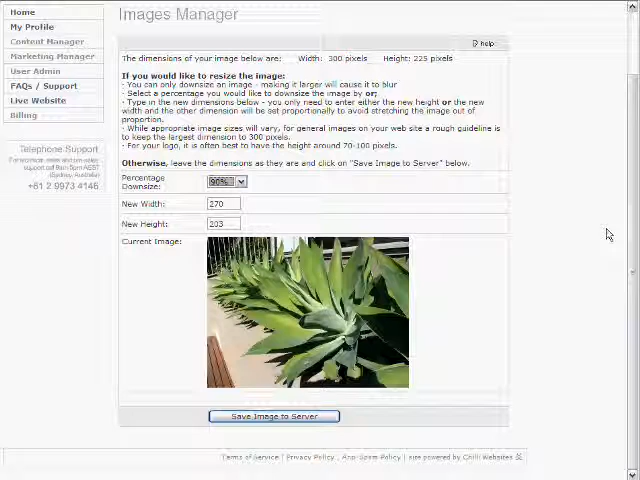 Home
My Profile
Content Manager
Marketing Manager
User Admin
FAQs / Support
Live Website
Billing
Telephone Support
support call 8am-5pm AEST
(Sydney, Australia)
+61 2 9973 4146
Images Manager
help
The dimensions of your image below are: Width: 300 pixels Height: 225 pixels
If you would like to resize the image:
- You can only downsize an image - making it larger will cause it to blur
- Select a percentage you would like to downsize the image by or;
- Type in the new dimensions below - you only need to enter either the new height or the new
width and the other dimension will be set proportionally to avoid stretching the image out of
proportion.
- While appropriate image sizes will vary, for general images on your web site a rough guideline is
to keep the largest dimension to 300 pixels.
- For your logo, it is often best to have the height around 70-100 pixels.
Otherwise, leave the dimensions as they are and click on "Save Image to Server" below.
Percentage
Downsize:
90%
New Width:
270
New Height:
203
Current Image:
Save Image to Server
Terms of Service | Privacy Policy | Anti-Spam Policy | site powered by Chilli Websites